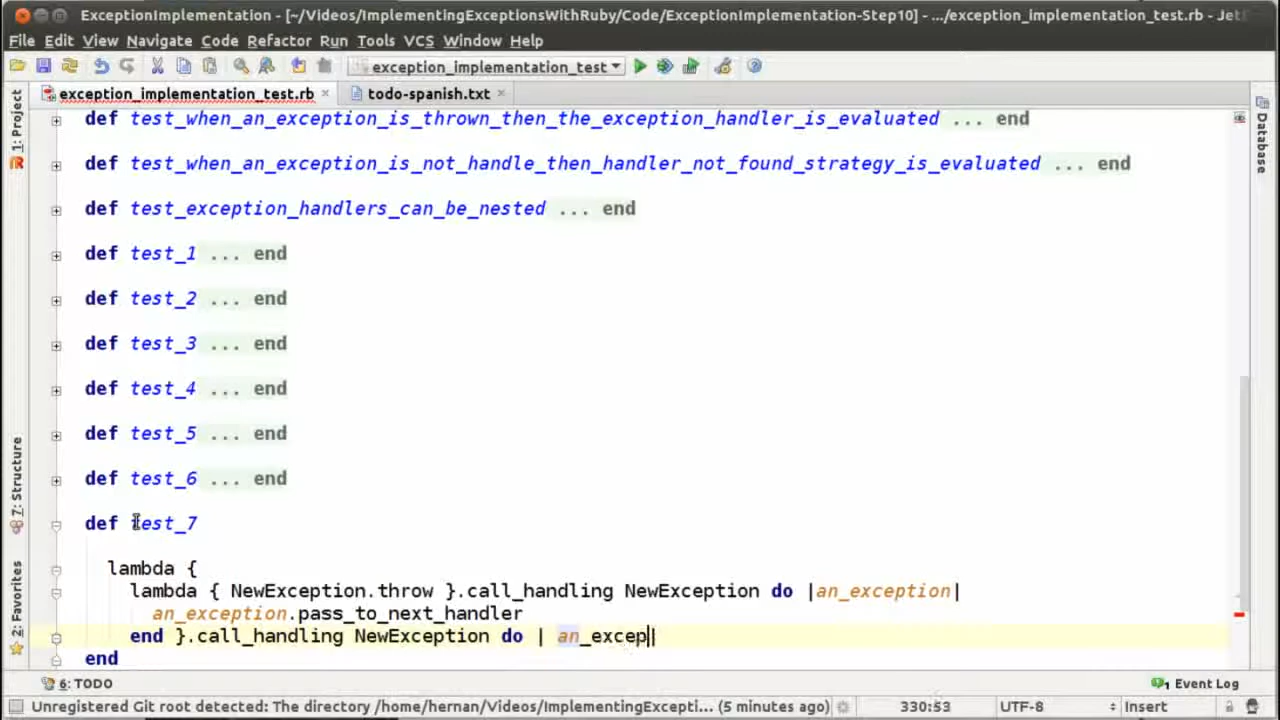 ExceptionImplementation - [~/Videos/ImplementingExceptionsWithRuby/Code/ExceptionImplementation-Step10] - .../exception_implementation_test.rb - Jet
File Edit View Navigate Code Refactor Run Tools VCS Window Help
exception_implementation_test
exception_implementation_test.rb todo-spanish.txt
1: Project
7: Structure
2: Favorites
Database
def test_when_an_exception_is_thrown_then_the_exception_handler_is_evaluated ... end
def test_when_an_exception_is_not_handle_then_handler_not_found_strategy_is_evaluated ... end
def test_exception_handlers_can_be_nested ... end
def test_1 ... end
def test_2 ... end
def test_3 ... end
def test_4 ... end
def test_5 ... end
def test_6 ... end
def test_7
lambda {
lambda { NewException.throw }.call_handling NewException do |an_exception|
an_exception.pass_to_next_handler
end }.call_handling NewException do | an_excep|
end
6: TODO
1 Event Log
Unregistered Git root detected: The directory /home/hernan/Videos/ImplementingExcepti... (5 minutes ago)
330:53 UTF-8 Insert